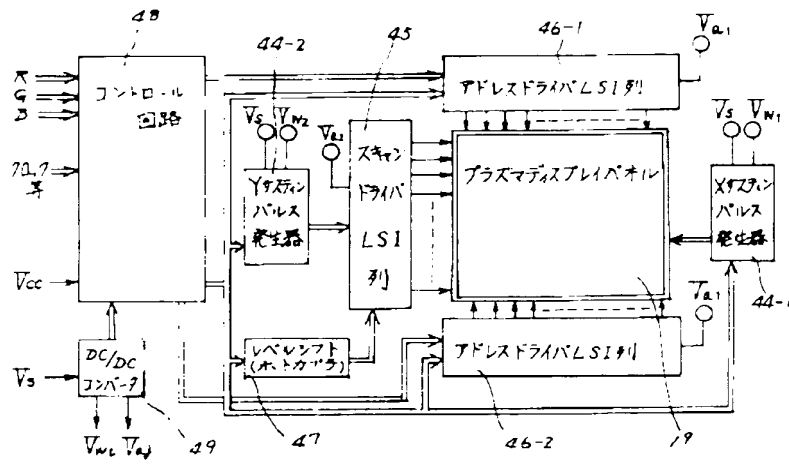 48
コントロール
回路
R
G
B
クロック
等
Vcc
Vs
DC/DC
コンバータ
49
44-2
Vs
VW2
Yサスティン
パルス
発生器
Va2
45
スキャン
ドライバ
LSI
列
レベルシフト
(ホトカプラ)
47
46-1
アドレスドライバLSI列
Va1
プラズマディスプレイパネル
Vs
VW1
Xサスティン
パルス
発生器
44-1
Va1
アドレスドライバLSI列
46-2
19